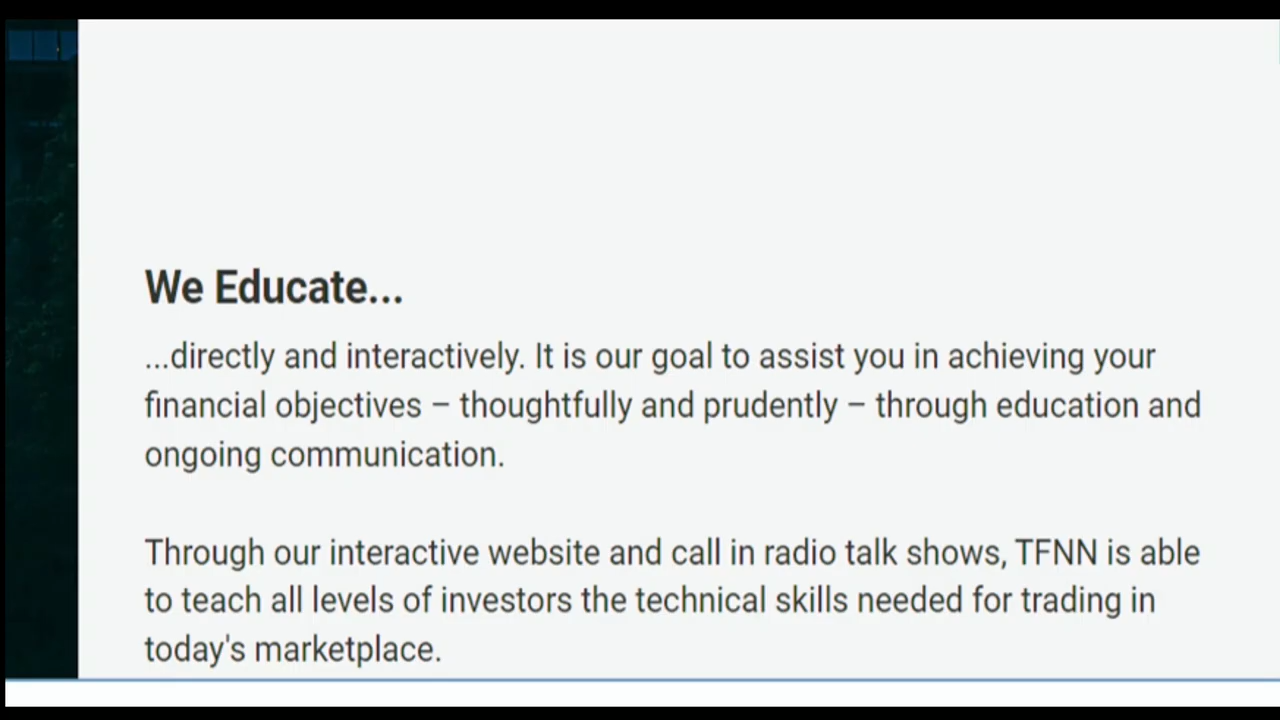 We Educate...
...directly and interactively. It is our goal to assist you in achieving your
financial objectives – thoughtfully and prudently – through education and
ongoing communication.
Through our interactive website and call in radio talk shows, TFNN is able
to teach all levels of investors the technical skills needed for trading in
today's marketplace.